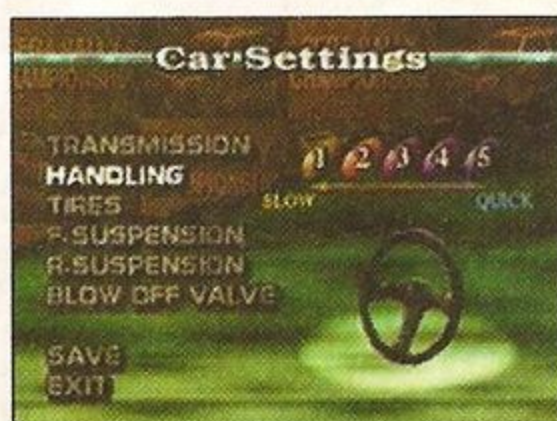 Car Settings
TRANSMISSION
HANDLING
TIRES
F-SUSPENSION
R-SUSPENSION
BLOW OFF VALVE
SAVE
EXIT
1 2 3 4 5
SLOW QUICK